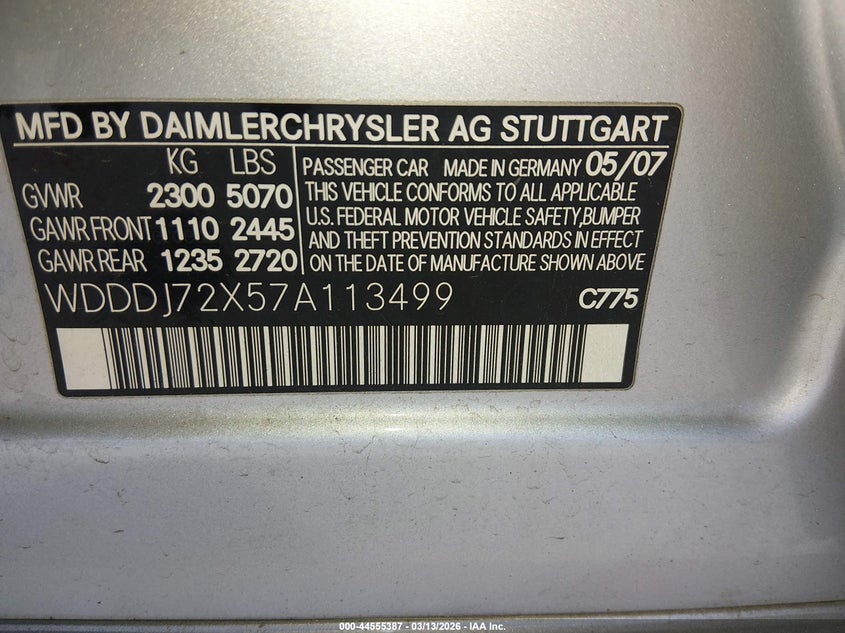 MFD BY DAIMLERCHRYSLER AG STUTTGART
KG LBS
GVWR 2300 5070
GAWR FRONT 1110 2445
GAWR REAR 1235 2720
PASSENGER CAR MADE IN GERMANY 05/07
THIS VEHICLE CONFORMS TO ALL APPLICABLE
U.S. FEDERAL MOTOR VEHICLE SAFETY,BUMPER
AND THEFT PREVENTION STANDARDS IN EFFECT
ON THE DATE OF MANUFACTURE SHOWN ABOVE
WDDDJ72X57A113499 C775
000-44555387 - 03/13/2026 - IAA Inc.